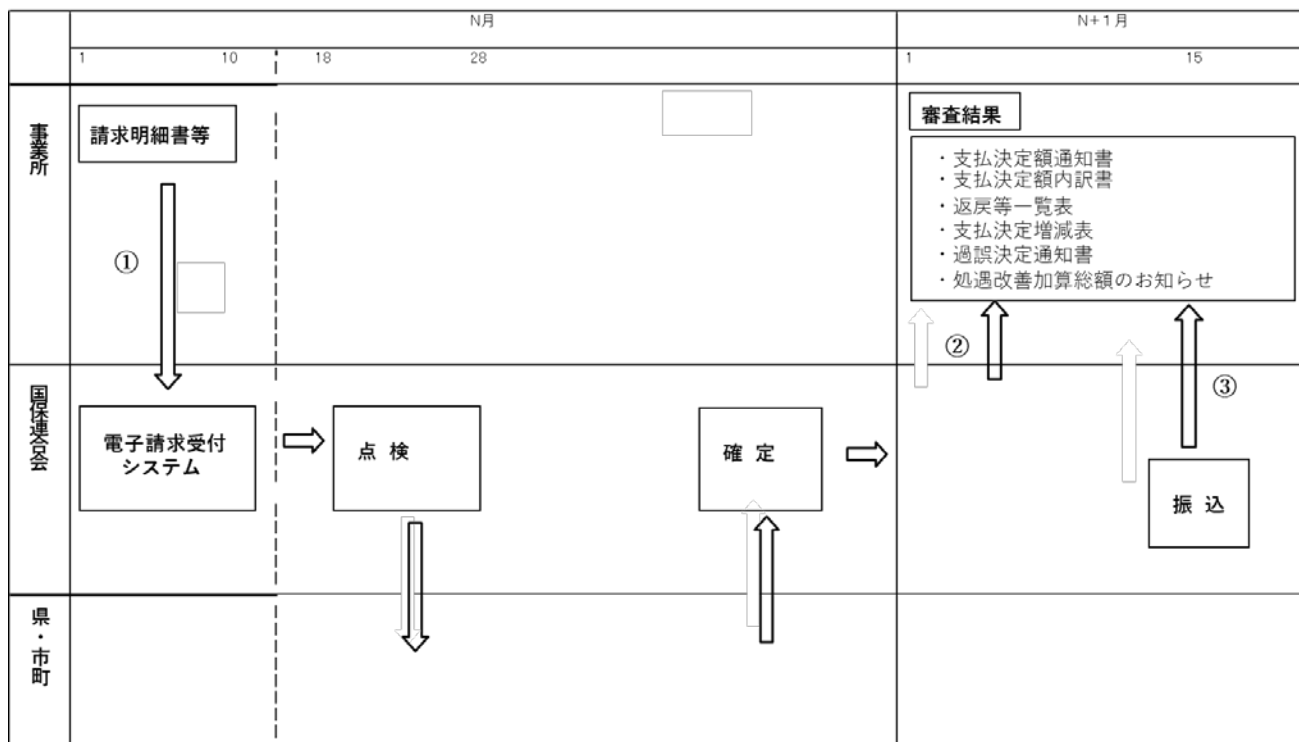 N月
N+1月
1
10
18
28
1
15
事業所
請求明細書等
審査結果
・支払決定額通知書
・支払決定額内訳書
・返戻等一覧表
・支払決定増減表
・過誤決定通知書
・処遇改善加算総額のお知らせ
①
②
③
国保連合会
電子請求受付
システム
点検
確定
振込
県・市町